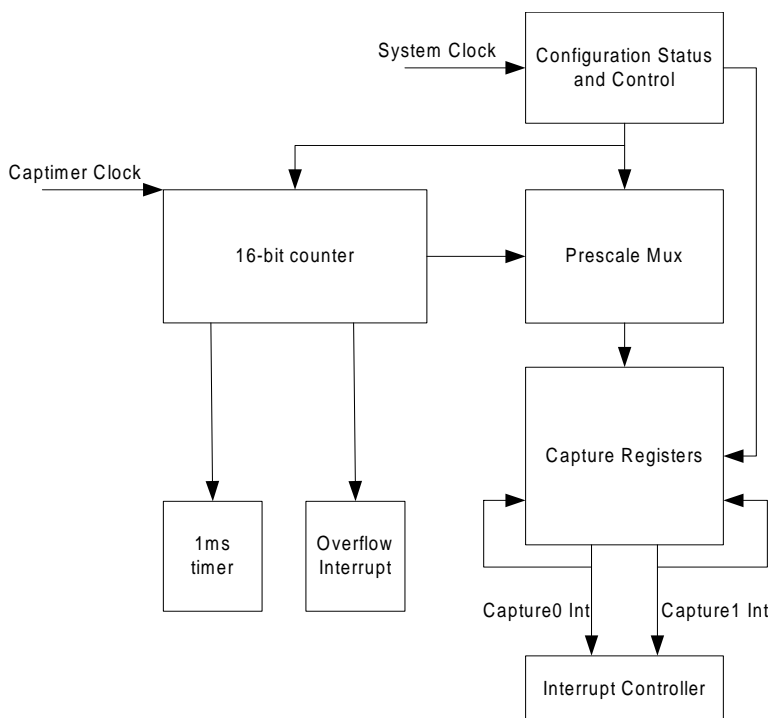 System Clock
Configuration Status
and Control
Captimer Clock
16-bit counter
Prescale Mux
Capture Registers
1ms
timer
Overflow
Interrupt
Capture0 Int
Capture1 Int
Interrupt Controller